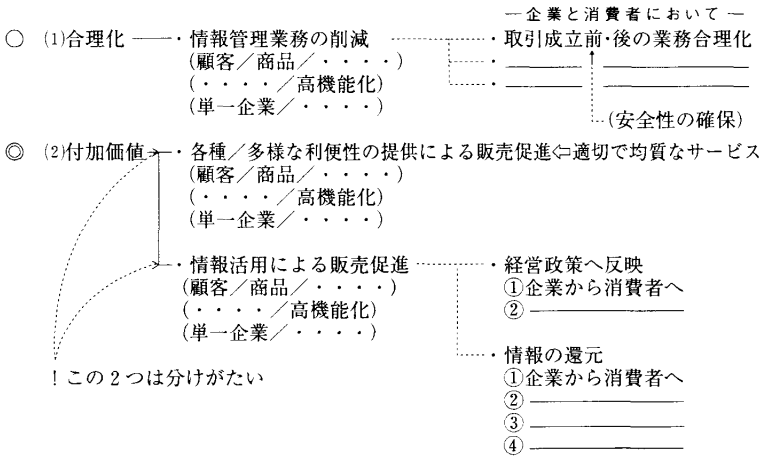 ―企業と消費者において―
○ (1)合理化 ・情報管理業務の削減 ・取引成立前・後の業務合理化
(顧客／商品／・・・・) ・
(・・・・／高機能化) ・
(単一企業／・・・・)
(安全性の確保)
◎ (2)付加価値 ・各種／多様な利便性の提供による販売促進⇦適切で均質なサービス
(顧客／商品／・・・・)
(・・・・／高機能化)
(単一企業／・・・・)
・情報活用による販売促進 ・経営政策へ反映
(顧客／商品／・・・・) ①企業から消費者へ
(・・・・／高機能化) ②
(単一企業／・・・・)
・情報の還元
！この2つは分けがたい ①企業から消費者へ
②
③
④